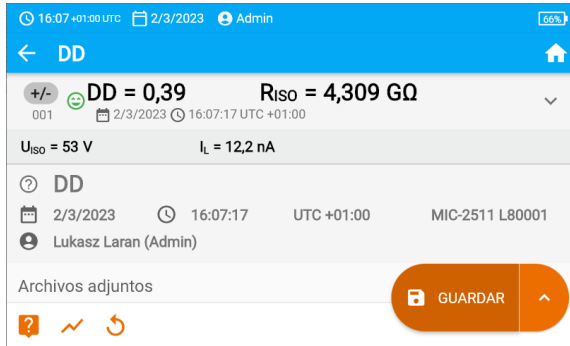 16:07 +01:00 UTC 2/3/2023 Admin 66%
DD
+/- DD = 0,39 RISO = 4,309 GΩ
001 2/3/2023 16:07:17 UTC +01:00
UISO = 53 V IL = 12,2 nA
DD
2/3/2023 16:07:17 UTC +01:00 MIC-2511 L80001
Lukasz Laran (Admin)
Archivos adjuntos
GUARDAR